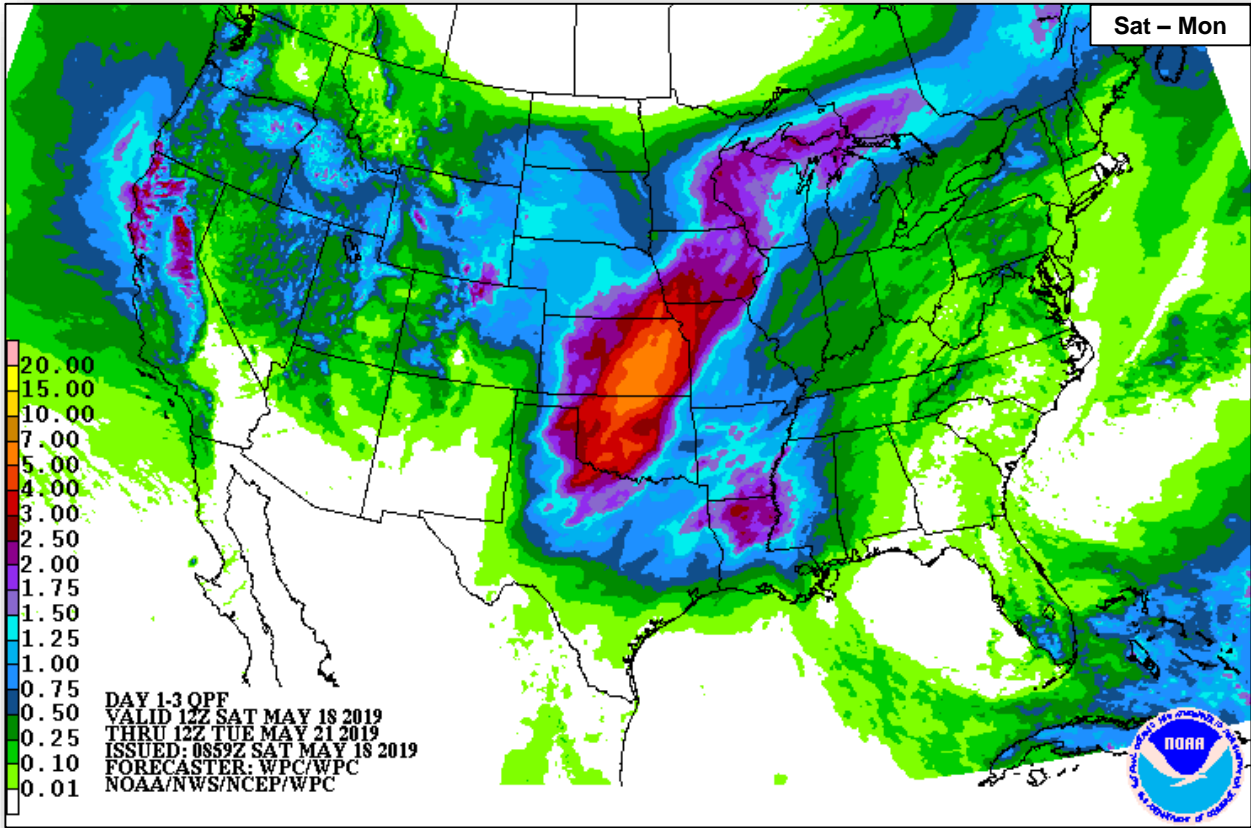 Sat – Mon
20.00
15.00
10.00
7.00
5.00
4.00
3.00
2.50
2.00
1.75
1.50
1.25
1.00
0.75
0.50
0.25
0.10
0.01
DAY 1-3 QPF
VALID 12Z SAT MAY 18 2019
THRU 12Z TUE MAY 21 2019
ISSUED: 0859Z SAT MAY 18 2019
FORECASTER: WPC/WPC
NOAA/NWS/NCEP/WPC
NOAA